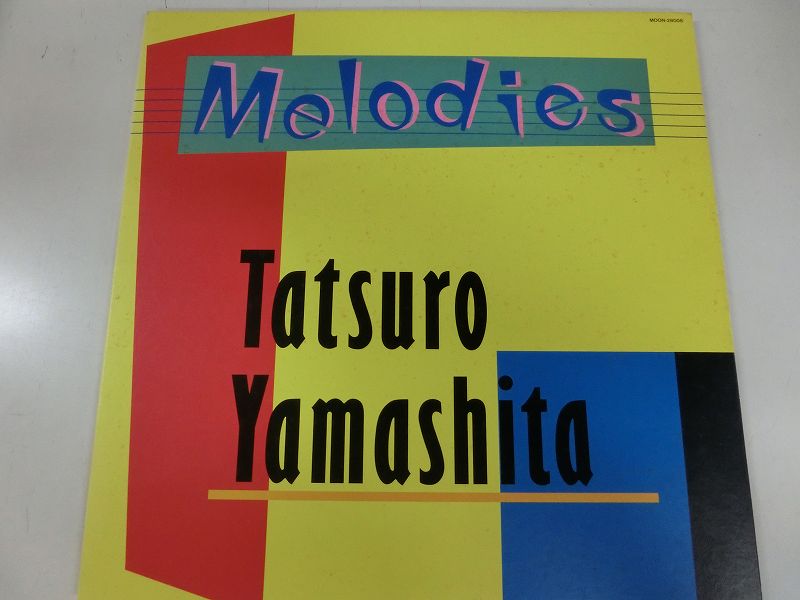 MOON-28008
Melodies
Tatsuro
Yamashita